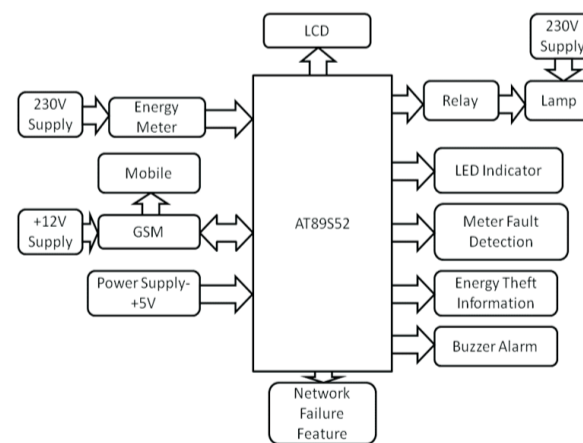 LCD
230V
Supply
230V
Supply
Energy
Meter
Relay
Lamp
Mobile
LED Indicator
+12V
Supply
GSM
AT89S52
Meter Fault
Detection
Power Supply-
+5V
Energy Theft
Information
Buzzer Alarm
Network
Failure
Feature